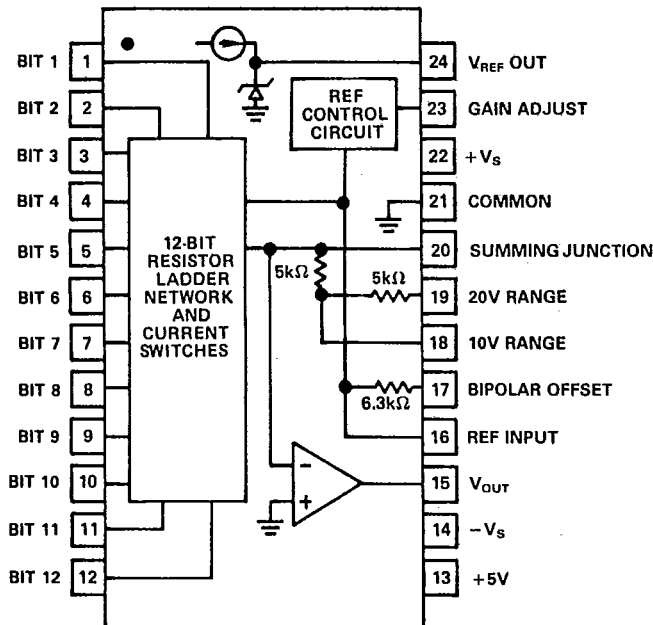 BIT 1 1
BIT 2 2
BIT 3 3
BIT 4 4
BIT 5 5
BIT 6 6
BIT 7 7
BIT 8 8
BIT 9 9
BIT 10 10
BIT 11 11
BIT 12 12
12-BIT
RESISTOR
LADDER
NETWORK
AND
CURRENT
SWITCHES
REF
CONTROL
CIRCUIT
5kΩ
5kΩ
6.3kΩ
−
+
24 VREF OUT
23 GAIN ADJUST
22 +VS
21 COMMON
20 SUMMING JUNCTION
19 20V RANGE
18 10V RANGE
17 BIPOLAR OFFSET
16 REF INPUT
15 VOUT
14 −VS
13 +5V